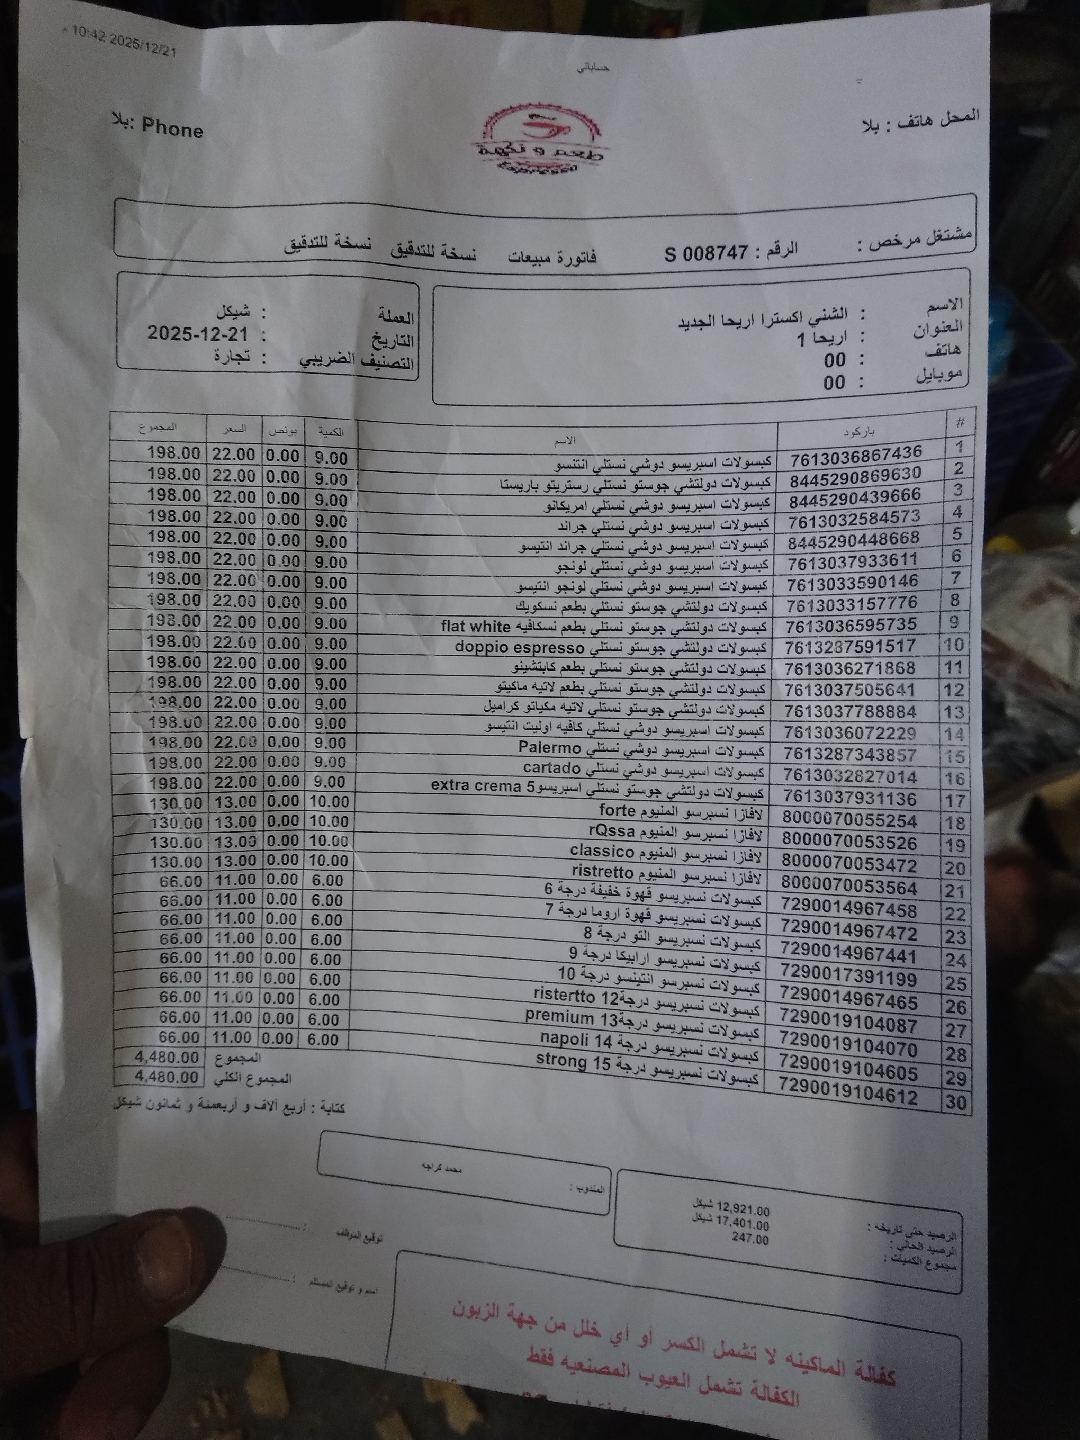 10:42 2025/12/21 م
حساباتي
المحل هاتف : بلا
Phone :بلا
طعم و نكهة
Espresso
مشتغل مرخص :
الرقم : S 008747 فاتورة مبيعات نسخة للتدقيق نسخة للتدقيق
الاسم : الشني اكسترا اريحا الجديد
العنوان : اريحا 1
هاتف : 00
موبايل : 00
العملة : شيكل
التاريخ : 2025-12-21
التصنيف الضريبي : تجارة
# باركود الاسم الكمية بونص السعر المجموع
1 7613036867436 كبسولات اسبريسو دوشي نستلي انتنسو 9.00 0.00 22.00 198.00
2 8445290869630 كبسولات دولتشي جوستو نستلي رستريتو باريستا 9.00 0.00 22.00 198.00
3 8445290439666 كبسولات اسبريسو دوشي نستلي امريكانو 9.00 0.00 22.00 198.00
4 7613032584573 كبسولات اسبريسو دوشي نستلي جراند 9.00 0.00 22.00 198.00
5 8445290448668 كبسولات اسبريسو دوشي نستلي جراند انتيسو 9.00 0.00 22.00 198.00
6 7613037933611 كبسولات اسبريسو دوشي نستلي لونجو 9.00 0.00 22.00 198.00
7 7613033590146 كبسولات اسبريسو دوشي نستلي لونجو انتيسو 9.00 0.00 22.00 198.00
8 7613033157776 كبسولات دولتشي جوستو نستلي بطعم نسكويك 9.00 0.00 22.00 198.00
9 7613036595735 كبسولات دولتشي جوستو نستلي بطعم نسكافيه flat white 9.00 0.00 22.00 198.00
10 7613287591517 كبسولات دولتشي جوستو نستلي doppio espresso 9.00 0.00 22.00 198.00
11 7613036271868 كبسولات دولتشي جوستو نستلي بطعم كابتشينو 9.00 0.00 22.00 198.00
12 7613037505641 كبسولات دولتشي جوستو نستلي بطعم لاتيه ماكيتو 9.00 0.00 22.00 198.00
13 7613037788884 كبسولات دولتشي جوستو نستلي لاتيه مكياتو كراميل 9.00 0.00 22.00 198.00
14 7613036072229 كبسولات اسبريسو دوشي نستلي كافيه اوليت انتيسو 9.00 0.00 22.00 198.00
15 7613287343857 كبسولات اسبريسو دوشي نستلي Palermo 9.00 0.00 22.00 198.00
16 7613032827014 كبسولات اسبريسو دوشي نستلي cartado 9.00 0.00 22.00 198.00
17 7613037931136 كبسولات دولتشي جوستو نستلي اسبريسو5 extra crema 9.00 0.00 22.00 198.00
18 8000070055254 لافازا نسبرسو المنيوم forte 10.00 0.00 13.00 130.00
19 8000070053526 لافازا نسبرسو المنيوم rQssa 10.00 0.00 13.00 130.00
20 8000070053472 لافازا نسبرسو المنيوم classico 10.00 0.00 13.00 130.00
21 8000070053564 لافازا نسبرسو المنيوم ristretto 10.00 0.00 13.00 130.00
22 7290014967458 كبسولات نسبريسو قهوة خفيفة درجة 6 6.00 0.00 11.00 66.00
23 7290014967472 كبسولات نسبريسو قهوة اروما درجة 7 6.00 0.00 11.00 66.00
24 7290014967441 كبسولات نسبريسو التو درجة 8 6.00 0.00 11.00 66.00
25 7290017391199 كبسولات نسبريسو ارابيكا درجة 9 6.00 0.00 11.00 66.00
26 7290014967465 كبسولات نسبرسو انتينسو درجة 10 6.00 0.00 11.00 66.00
27 7290019104087 كبسولات نسبريسو درجة12 ristertto 6.00 0.00 11.00 66.00
28 7290019104070 كبسولات نسبريسو درجة13 premium 6.00 0.00 11.00 66.00
29 7290019104605 كبسولات نسبريسو درجة 14 napoli 6.00 0.00 11.00 66.00
30 7290019104612 كبسولات نسبريسو درجة 15 strong 6.00 0.00 11.00 66.00
المجموع 4,480.00
المجموع الكلي 4,480.00
كتابة : أربع آلاف و أربعمئة و ثمانون شيكل
المندوب : محمد كراجه
الرصيد حتى تاريخه : 12,921.00 شيكل
الرصيد الحالي : 17,401.00 شيكل
مجموع الكميات : 247.00
توقيع الموظف :
اسم و توقيع المستلم :
كفالة الماكينه لا تشمل الكسر أو أي خلل من جهة الزبون
الكفالة تشمل العيوب المصنعيه فقط